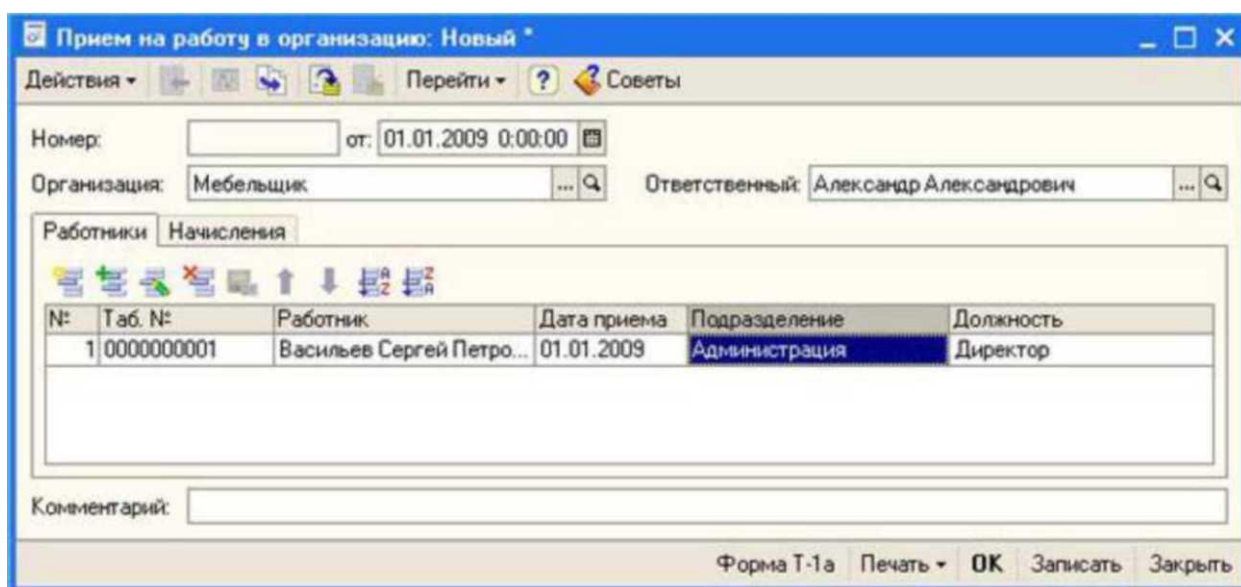 Прием на работу в организацию: Новый *
Действия Перейти ? Советы
Номер: от: 01.01.2009 0:00:00
Организация: Мебельщик ... Ответственный: Александр Александрович ...
Работники Начисления
№ Таб. № Работник Дата приема Подразделение Должность
1 0000000001 Васильев Сергей Петро... 01.01.2009 Администрация Директор
Комментарий:
Форма Т-1а Печать OK Записать Закрыть